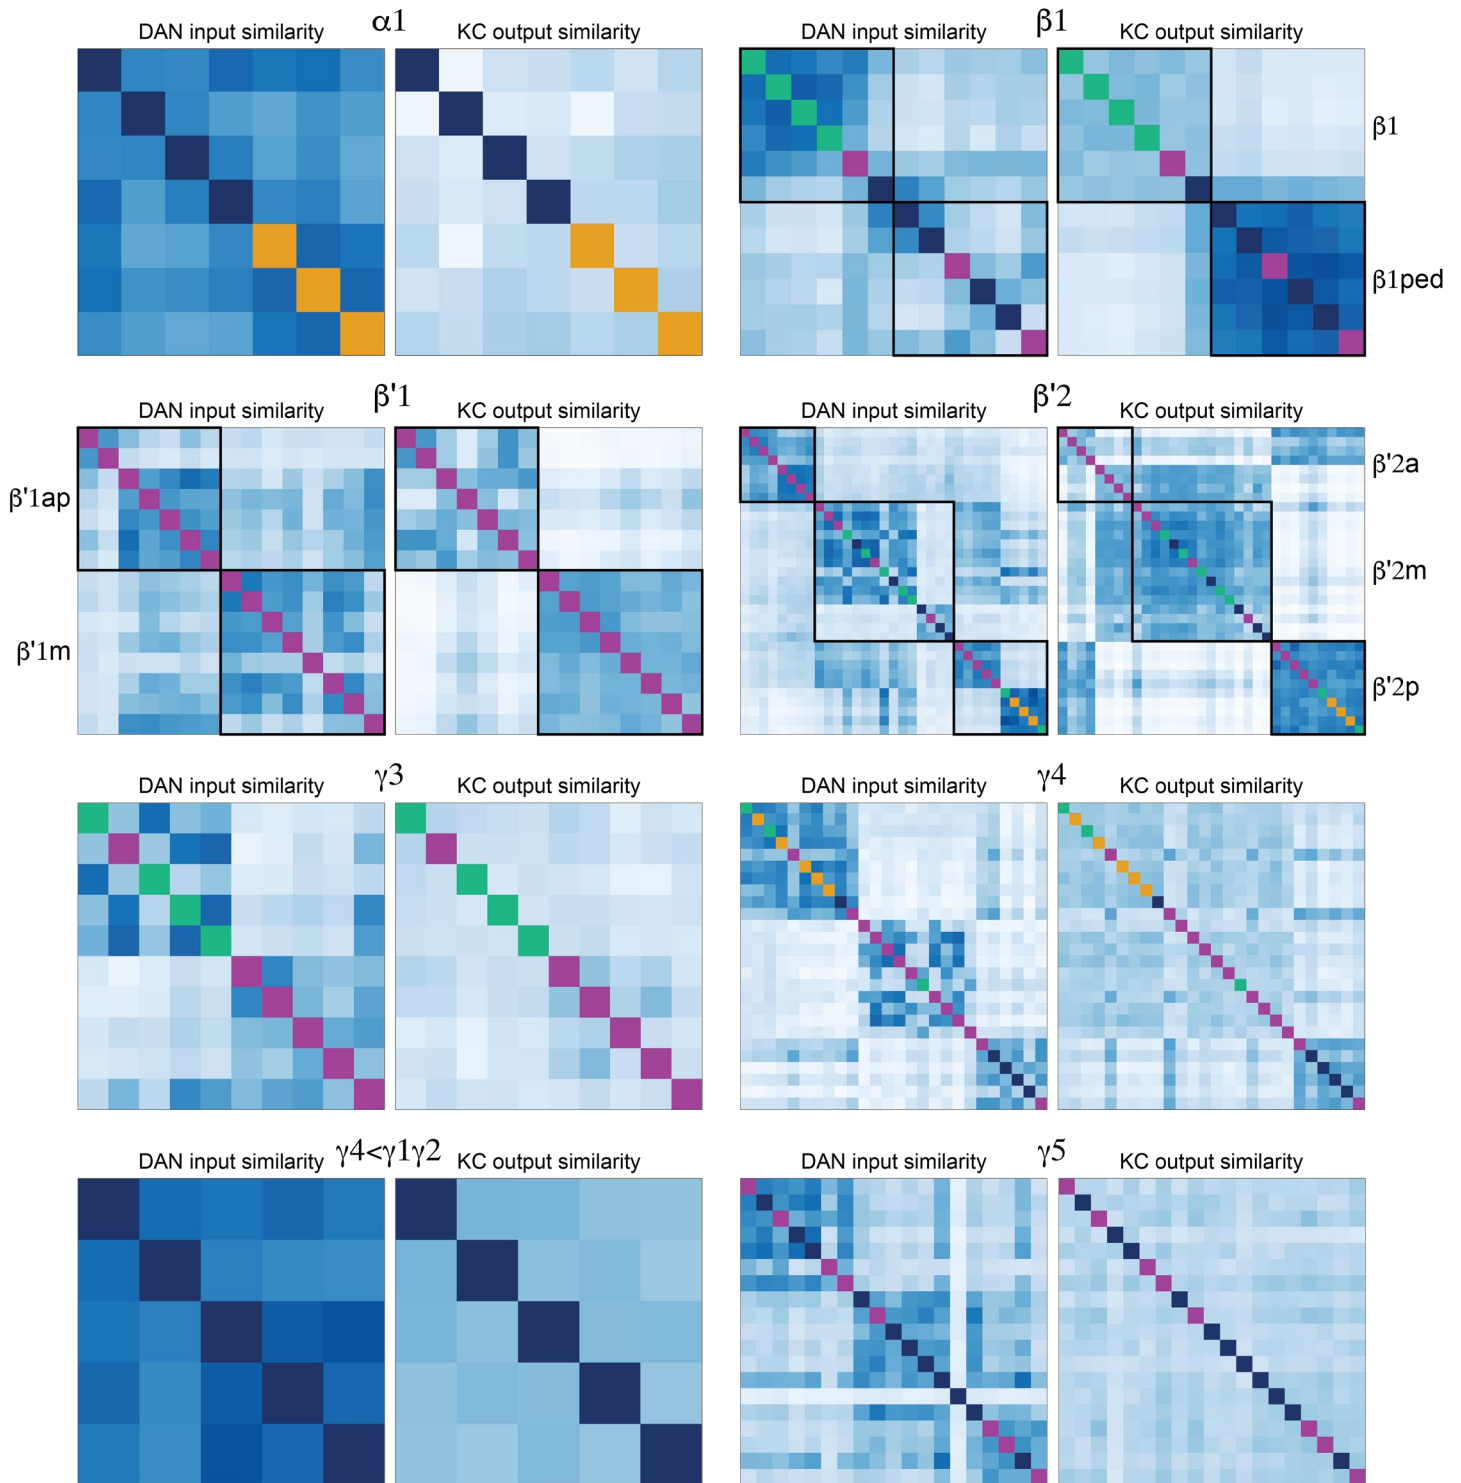 α1
DAN input similarity KC output similarity
β1
DAN input similarity KC output similarity
β1
β1ped
β'1
DAN input similarity KC output similarity
β'1ap
β'1m
β'2
DAN input similarity KC output similarity
β'2a
β'2m
β'2p
γ3
DAN input similarity KC output similarity
γ4
DAN input similarity KC output similarity
γ4<γ1γ2
DAN input similarity KC output similarity
γ5
DAN input similarity KC output similarity